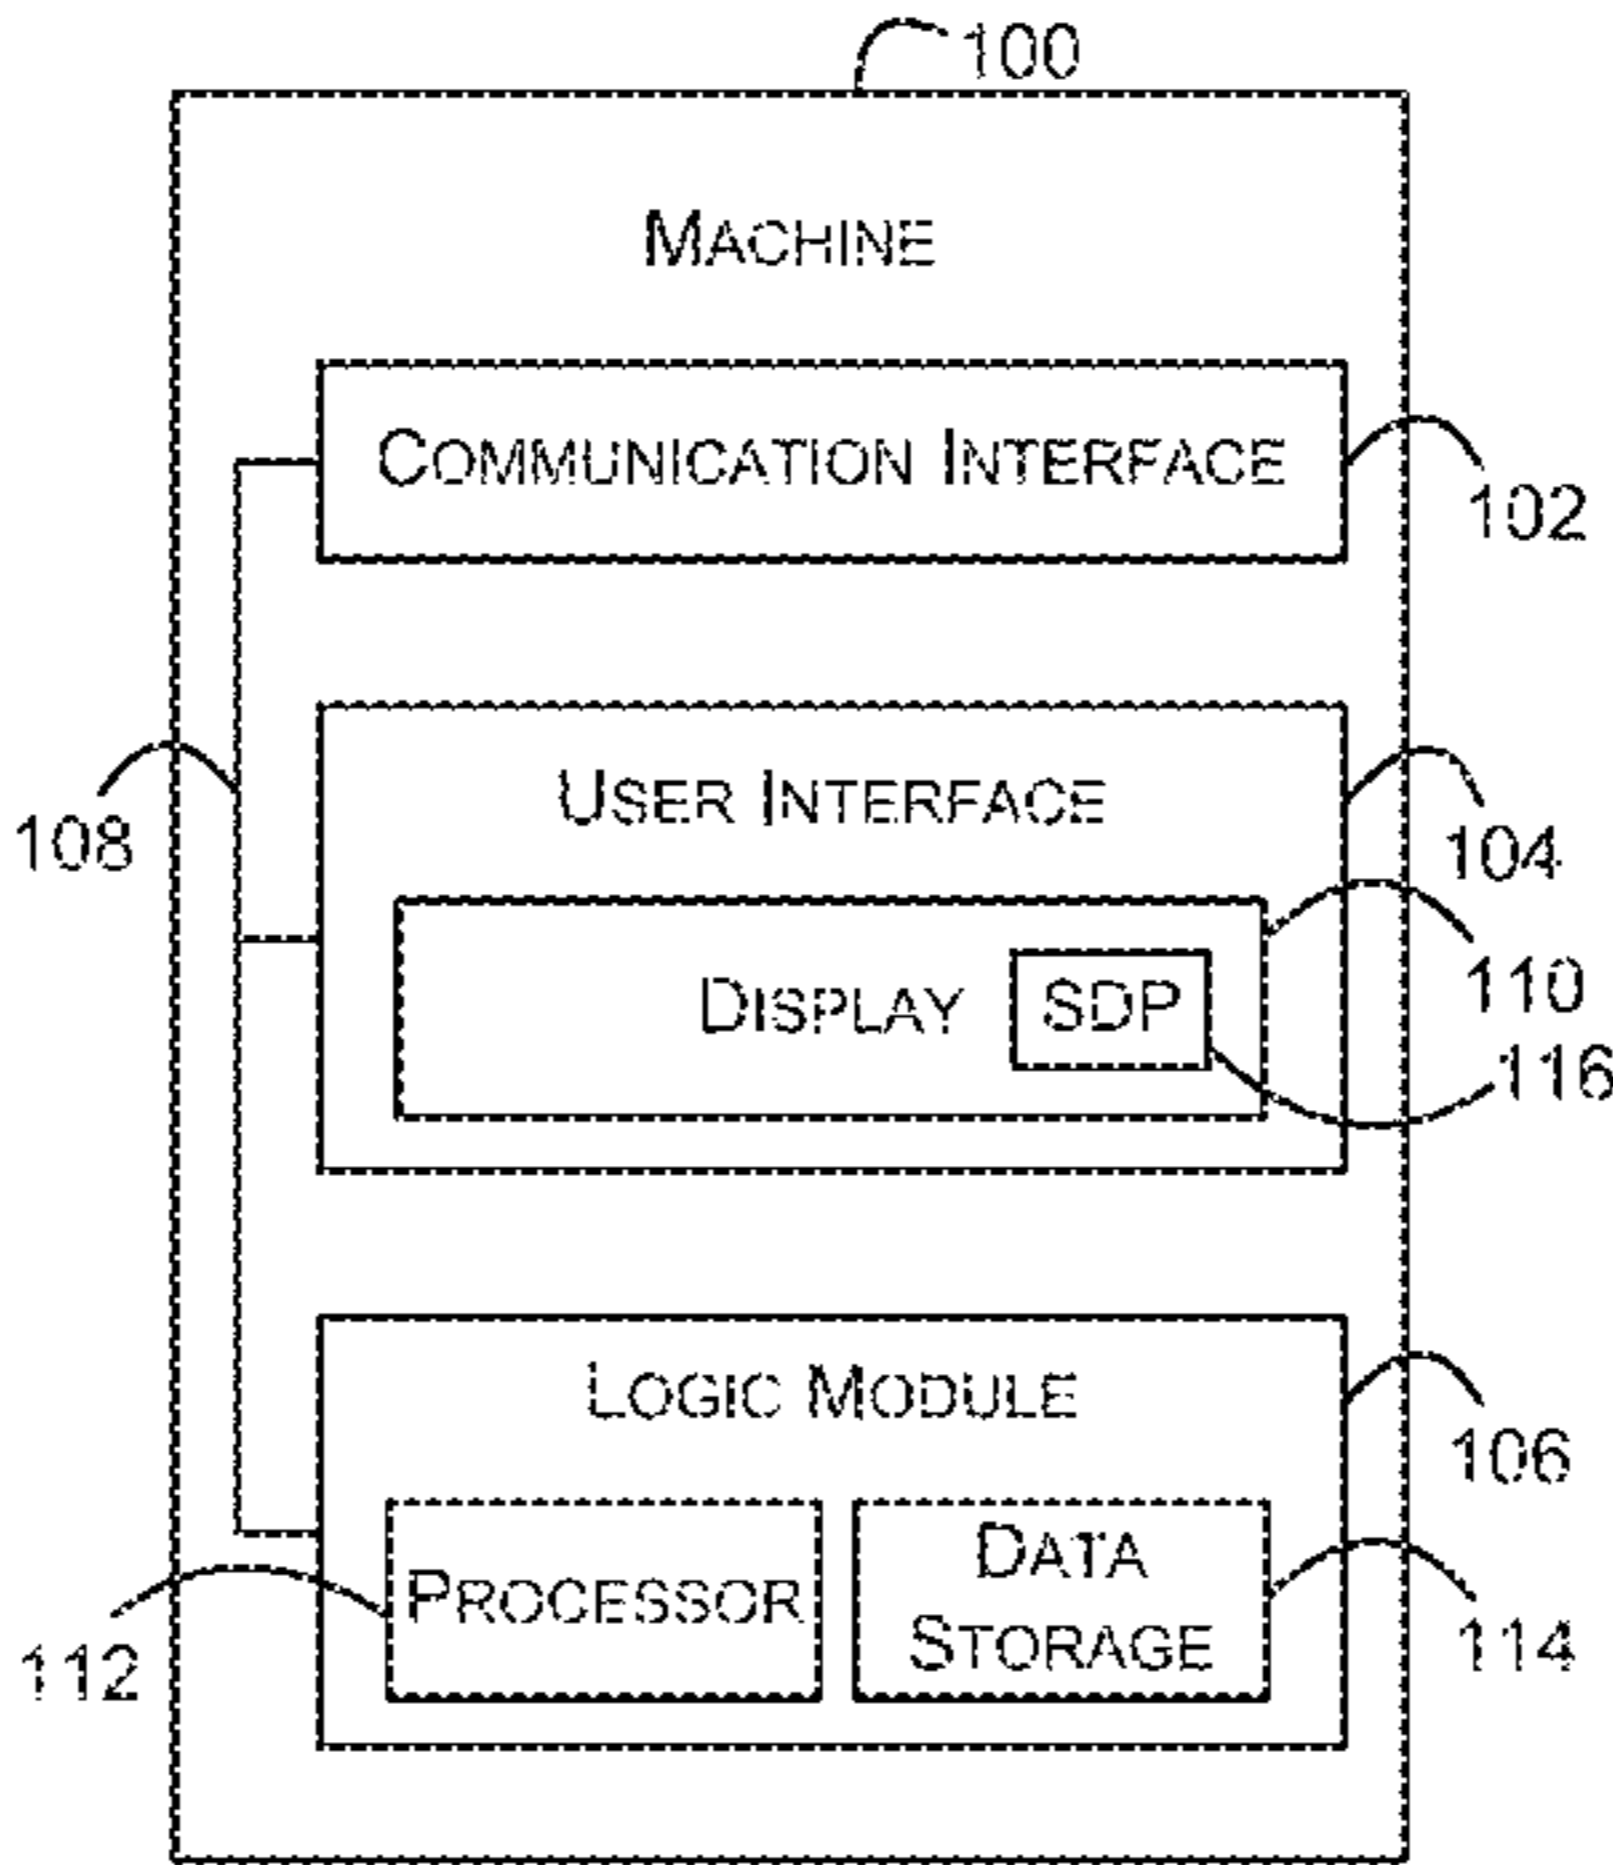 100
MACHINE
COMMUNICATION INTERFACE
102
USER INTERFACE
108
104
DISPLAY SDP
110
116
LOGIC MODULE
106
PROCESSOR
DATA
STORAGE
112
114